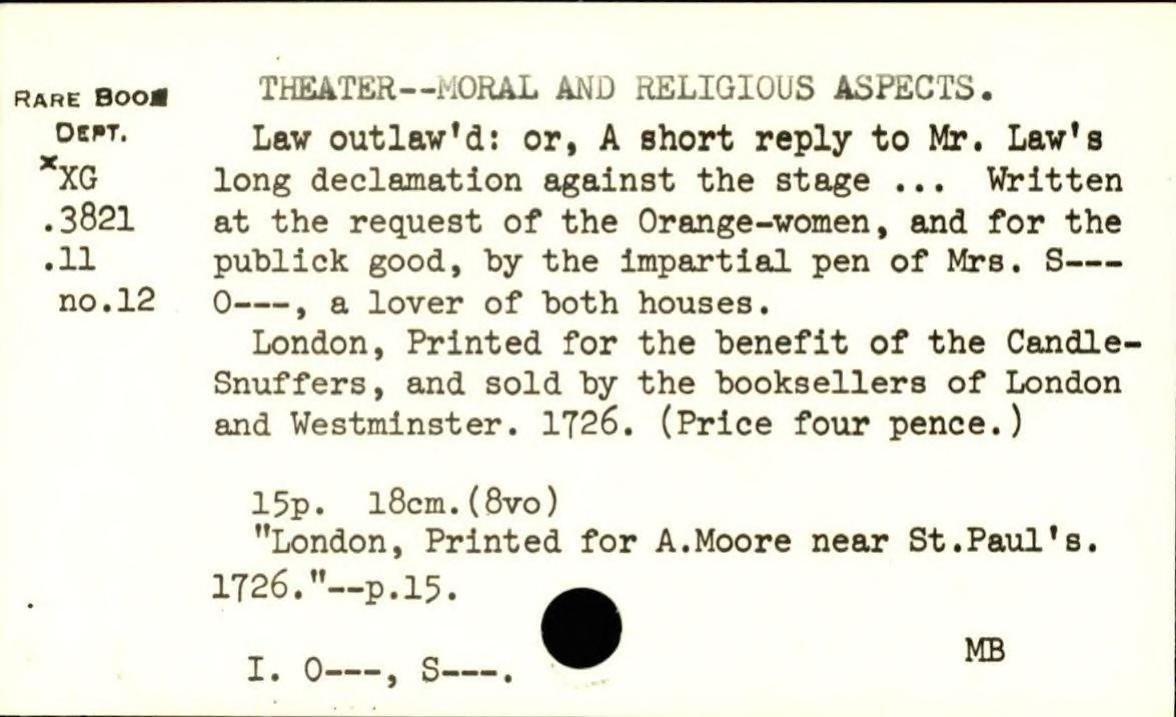 THEATER--MORAL AND RELIGIOUS ASPECTS.
RARE BOOK
DEPT.
*XG
.3821
.11
no.12
Law outlaw'd: or, A short reply to Mr. Law's
long declamation against the stage ... Written
at the request of the Orange-women, and for the
publick good, by the impartial pen of Mrs. S---
O---, a lover of both houses.
London, Printed for the benefit of the Candle-
Snuffers, and sold by the booksellers of London
and Westminster. 1726. (Price four pence.)
15p. 18cm.(8vo)
"London, Printed for A.Moore near St.Paul's.
1726."--p.15.
I. O---, S---.
MB